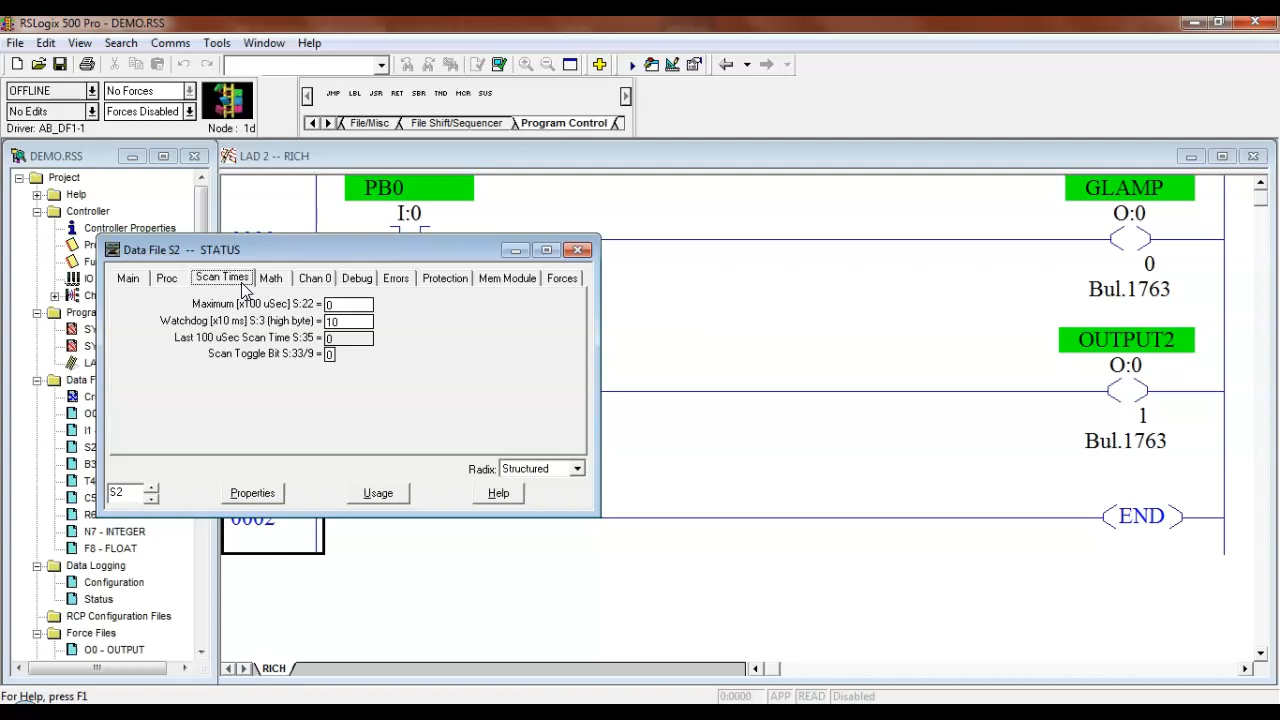 RSLogix 500 Pro - DEMO.RSS
File Edit View Search Comms Tools Window Help
OFFLINE No Forces
No Edits Forces Disabled
Driver: AB_DF1-1 Node : 1d
JMP LBL JSR RET SBR TND MCR SUS
File/Misc File Shift/Sequencer Program Control
DEMO.RSS
Project
Help
Controller
Controller Properties
IO
Data F
S2
B3
T4
C5
R6
N7 - INTEGER
F8 - FLOAT
Data Logging
Configuration
Status
RCP Configuration Files
Force Files
O0 - OUTPUT
LAD 2 -- RICH
PB0
I:0
GLAMP
O:0
0
Bul.1763
OUTPUT2
O:0
1
Bul.1763
0002
END
RICH
Data File S2 -- STATUS
Main Proc Scan Times Math Chan 0 Debug Errors Protection Mem Module Forces
Maximum [x100 uSec] S:22 = 0
Watchdog [x10 ms] S:3 (high byte) = 10
Last 100 uSec Scan Time S:35 = 0
Scan Toggle Bit S:33/9 = 0
Radix: Structured
S2 Properties Usage Help
For Help, press F1
0:0000 APP READ Disabled